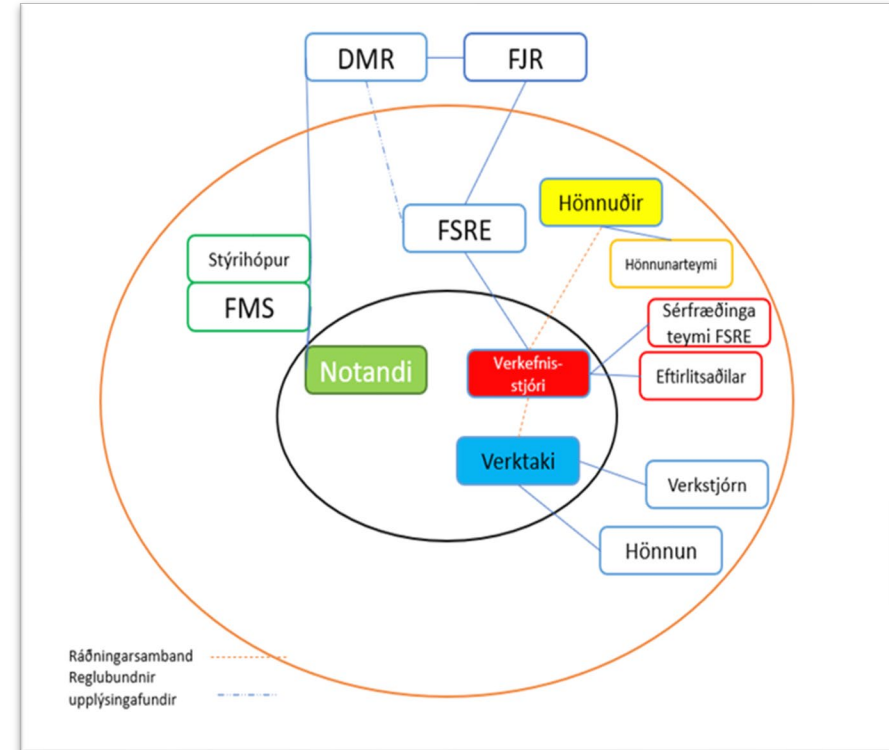 DMR
FJR
Hönnuðir
FSRE
Hönnunarteymi
Stýrihópur
FMS
Sérfræðinga
teymi FSRE
Notandi
Verkefnis-
stjóri
Eftirlitsaðilar
Verktaki
Verkstjórn
Hönnun
Ráðningarsamband
Reglubundnir
upplýsingafundir